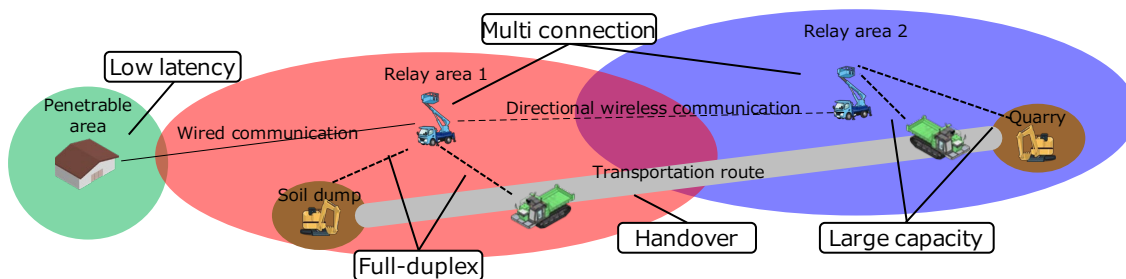 Multi connection
Relay area 2
Low latency
Relay area 1
Penetrable
area
Directional wireless communication
Wired communication
Quarry
Transportation route
Soil dump
Handover
Large capacity
Full-duplex